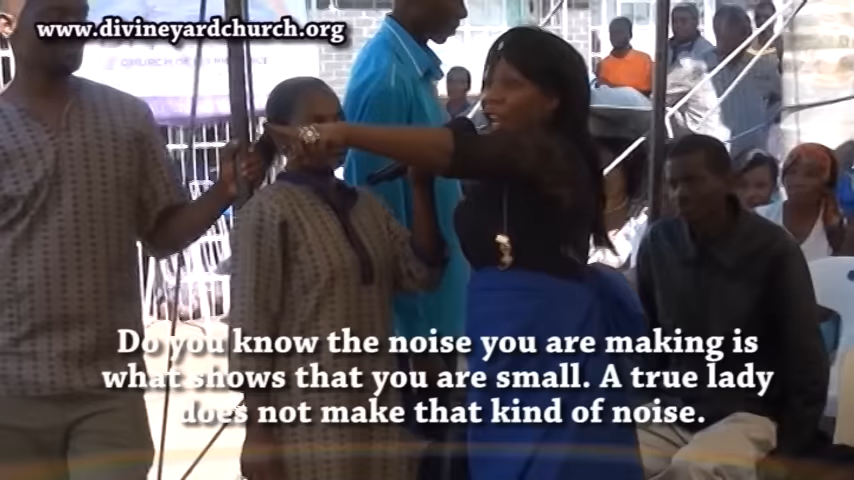 www.divineyardchurch.org
Do you know the noise you are making is
what shows that you are small. A true lady
does not make that kind of noise.